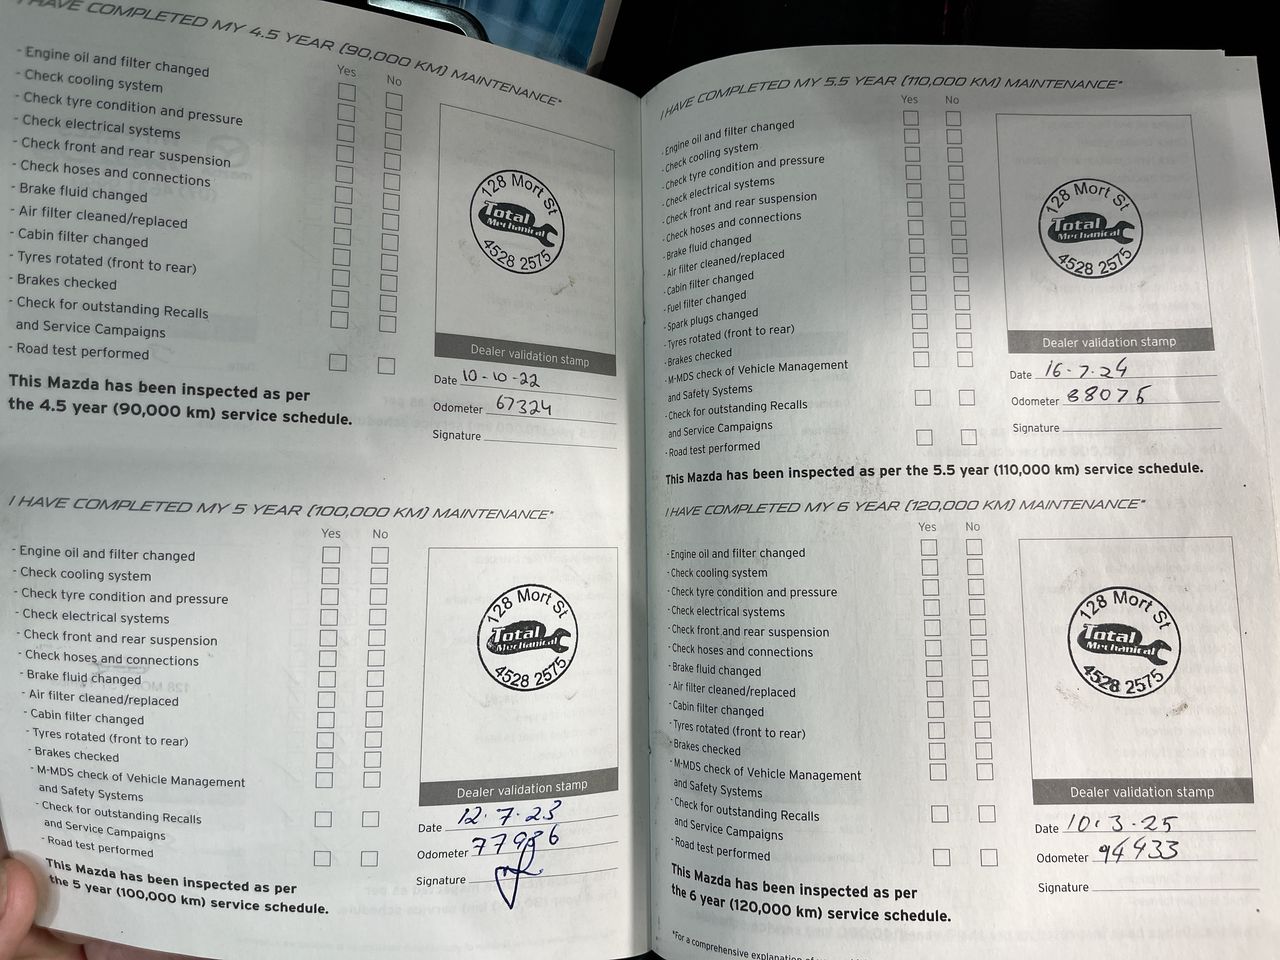 I HAVE COMPLETED MY 4.5 YEAR (90,000 KM) MAINTENANCE*
Yes No
- Engine oil and filter changed
- Check cooling system
- Check tyre condition and pressure
- Check electrical systems
- Check front and rear suspension
- Check hoses and connections
- Brake fluid changed
- Air filter cleaned/replaced
- Cabin filter changed
- Tyres rotated (front to rear)
- Brakes checked
- Check for outstanding Recalls
and Service Campaigns
- Road test performed
This Mazda has been inspected as per
the 4.5 year (90,000 km) service schedule.
128 Mort St
Total
Mechanical
4528 2575
Dealer validation stamp
Date 10-10-22
Odometer 67324
Signature
I HAVE COMPLETED MY 5 YEAR (100,000 KM) MAINTENANCE*
Yes No
- Engine oil and filter changed
- Check cooling system
- Check tyre condition and pressure
- Check electrical systems
- Check front and rear suspension
- Check hoses and connections
- Brake fluid changed
- Air filter cleaned/replaced
- Cabin filter changed
- Tyres rotated (front to rear)
- Brakes checked
- M-MDS check of Vehicle Management
and Safety Systems
- Check for outstanding Recalls
and Service Campaigns
- Road test performed
This Mazda has been inspected as per
the 5 year (100,000 km) service schedule.
128 Mort St
Total
Mechanical
4528 2575
Dealer validation stamp
Date 12.7.23
Odometer
Signature
I HAVE COMPLETED MY 5.5 YEAR (110,000 KM) MAINTENANCE*
Yes No
- Engine oil and filter changed
- Check cooling system
- Check tyre condition and pressure
- Check electrical systems
- Check front and rear suspension
- Check hoses and connections
- Brake fluid changed
- Air filter cleaned/replaced
- Cabin filter changed
- Fuel filter changed
- Spark plugs changed
- Tyres rotated (front to rear)
- Brakes checked
- M-MDS check of Vehicle Management
and Safety Systems
- Check for outstanding Recalls
and Service Campaigns
- Road test performed
This Mazda has been inspected as per the 5.5 year (110,000 km) service schedule.
128 Mort St
Total
Mechanical
4528 2575
Dealer validation stamp
Date 16-7-24
Odometer 88076
Signature
I HAVE COMPLETED MY 6 YEAR (120,000 KM) MAINTENANCE*
Yes No
- Engine oil and filter changed
- Check cooling system
- Check tyre condition and pressure
- Check electrical systems
- Check front and rear suspension
- Check hoses and connections
- Brake fluid changed
- Air filter cleaned/replaced
- Cabin filter changed
- Tyres rotated (front to rear)
- Brakes checked
- M-MDS check of Vehicle Management
and Safety Systems
- Check for outstanding Recalls
and Service Campaigns
- Road test performed
This Mazda has been inspected as per
the 6 year (120,000 km) service schedule.
*For a comprehensive explanation of
128 Mort St
Total
Mechanical
4528 2575
Dealer validation stamp
Date 10.3.25
Odometer 94433
Signature